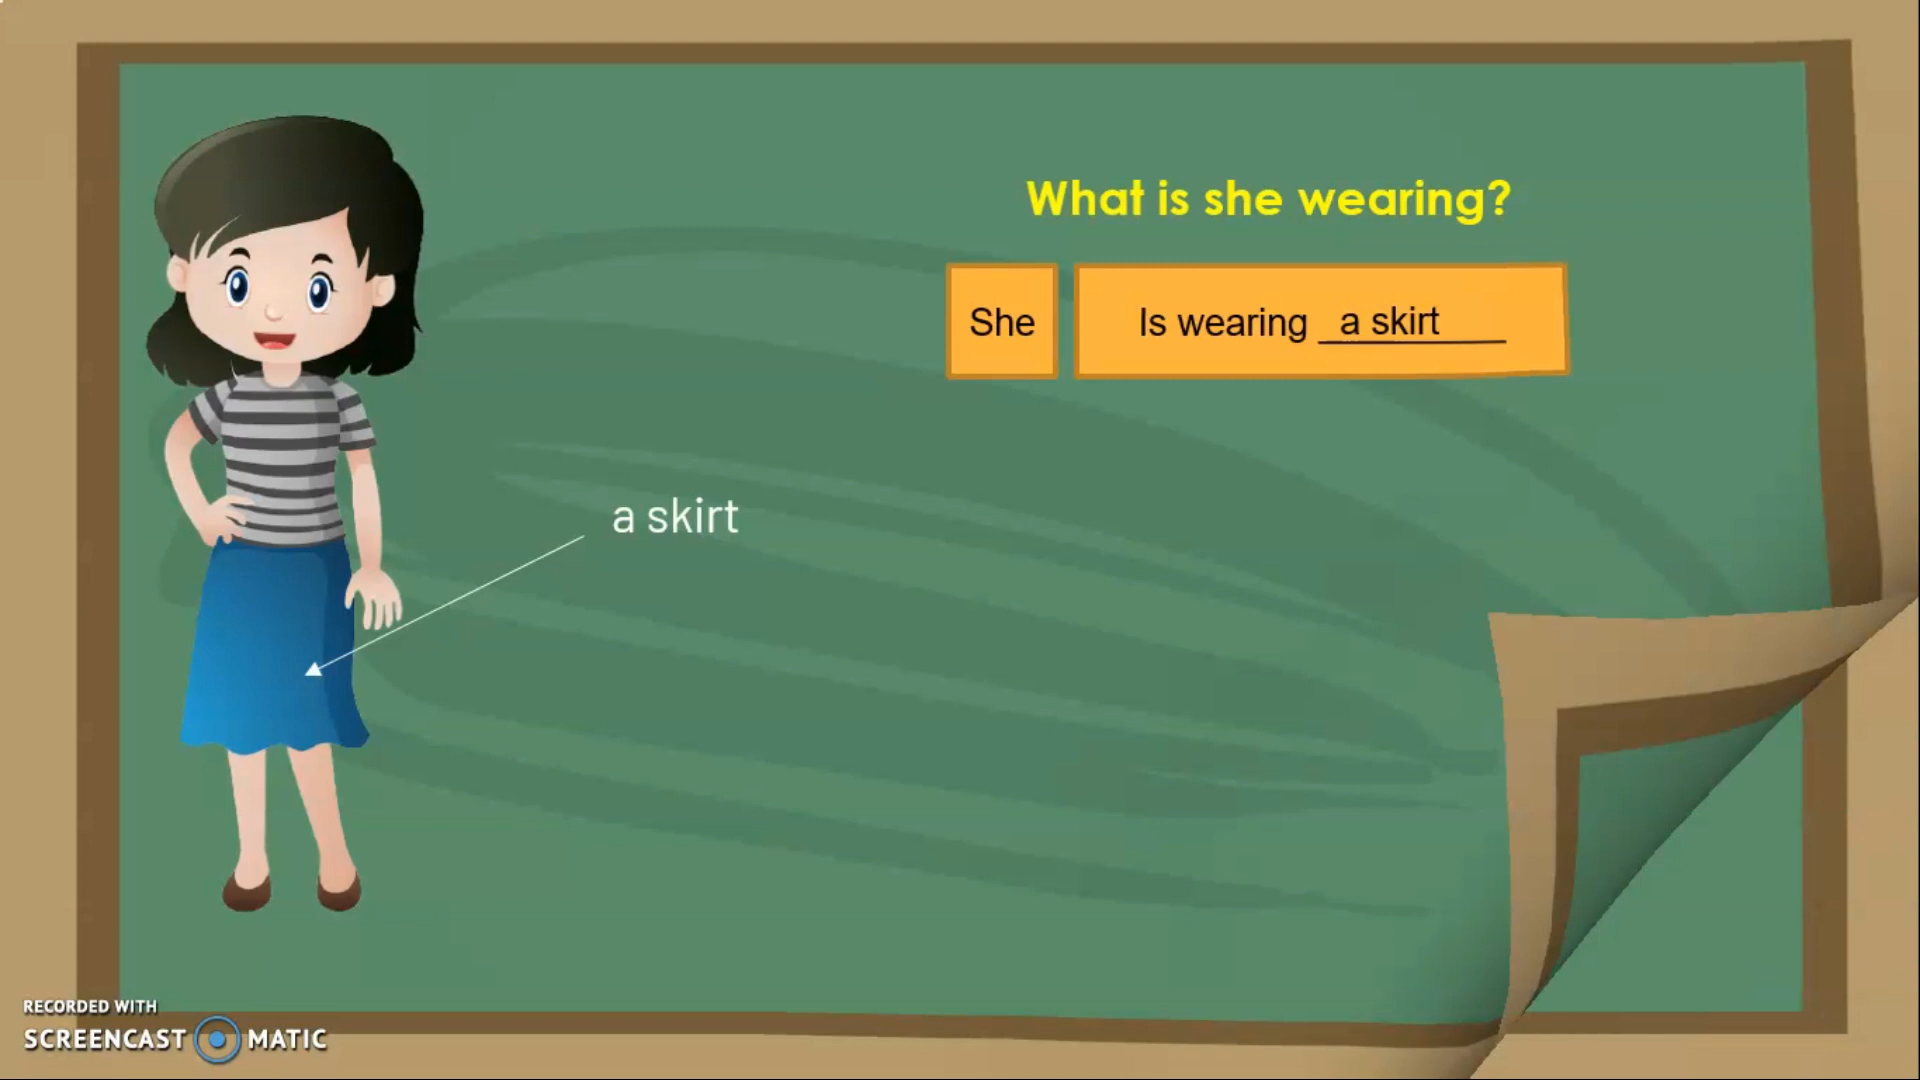 What is she wearing?
She Is wearing a skirt
a skirt
RECORDED WITH
SCREENCAST MATIC